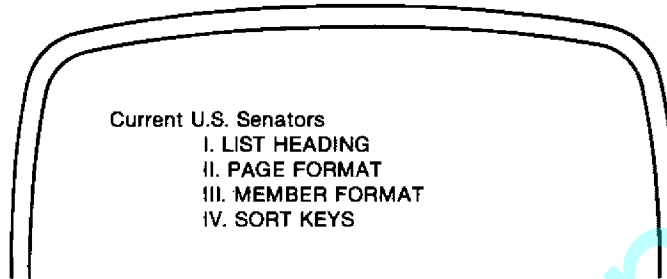 Current U.S. Senators
I. LIST HEADING
II. PAGE FORMAT
III. MEMBER FORMAT
IV. SORT KEYS